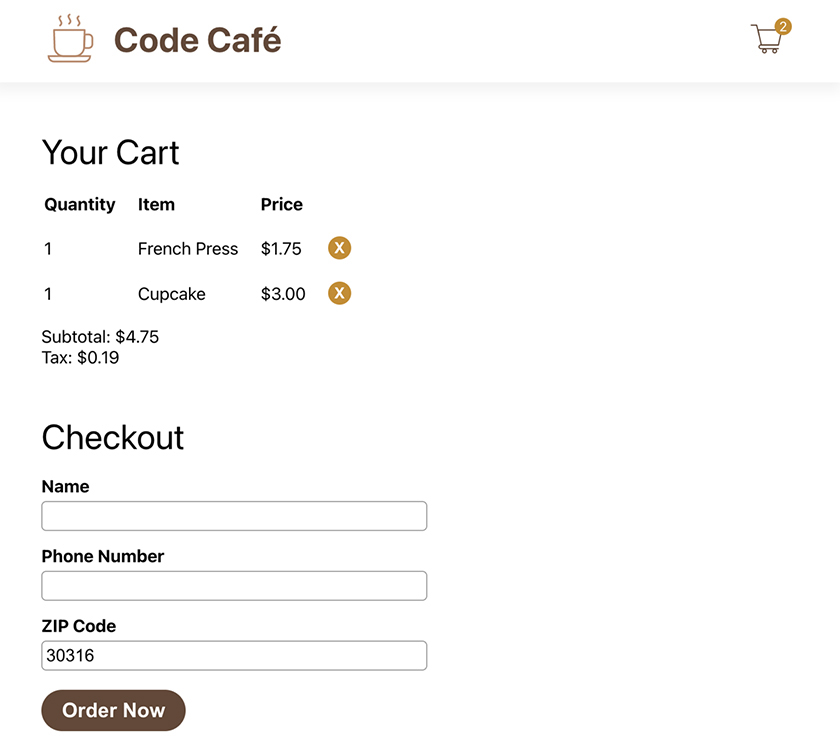 Code Café
2
Your Cart
Quantity Item Price
1 French Press $1.75 X
1 Cupcake $3.00 X
Subtotal: $4.75
Tax: $0.19
Checkout
Name
Phone Number
ZIP Code
30316
Order Now